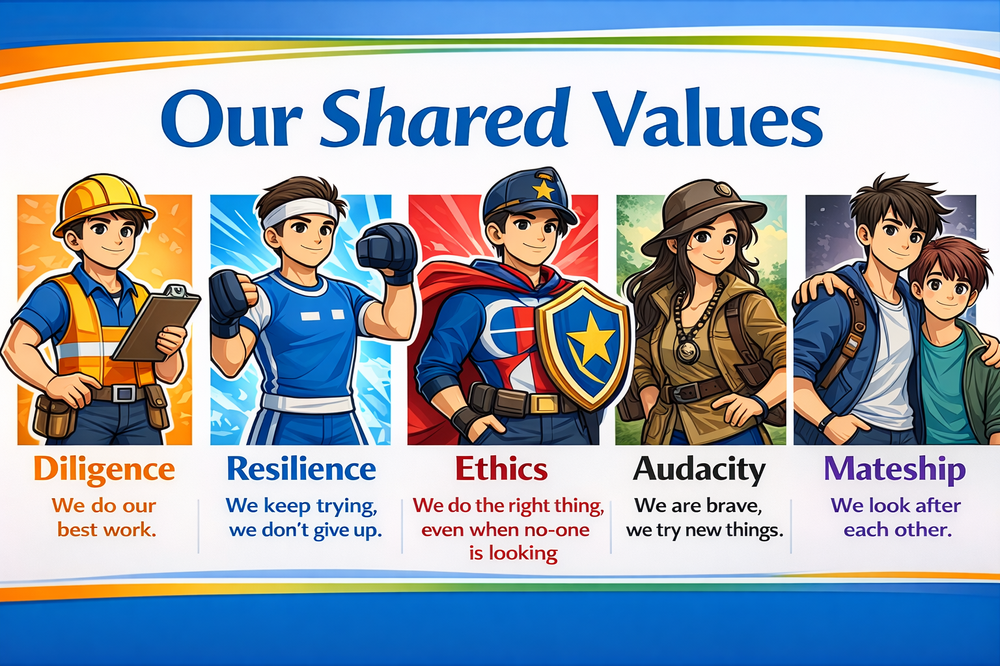 Our Shared Values
Diligence
We do our
best work.
Resilience
We keep trying,
we don't give up.
Ethics
We do the right thing,
even when no-one
is looking
Audacity
We are brave,
we try new things.
Mateship
We look after
each other.